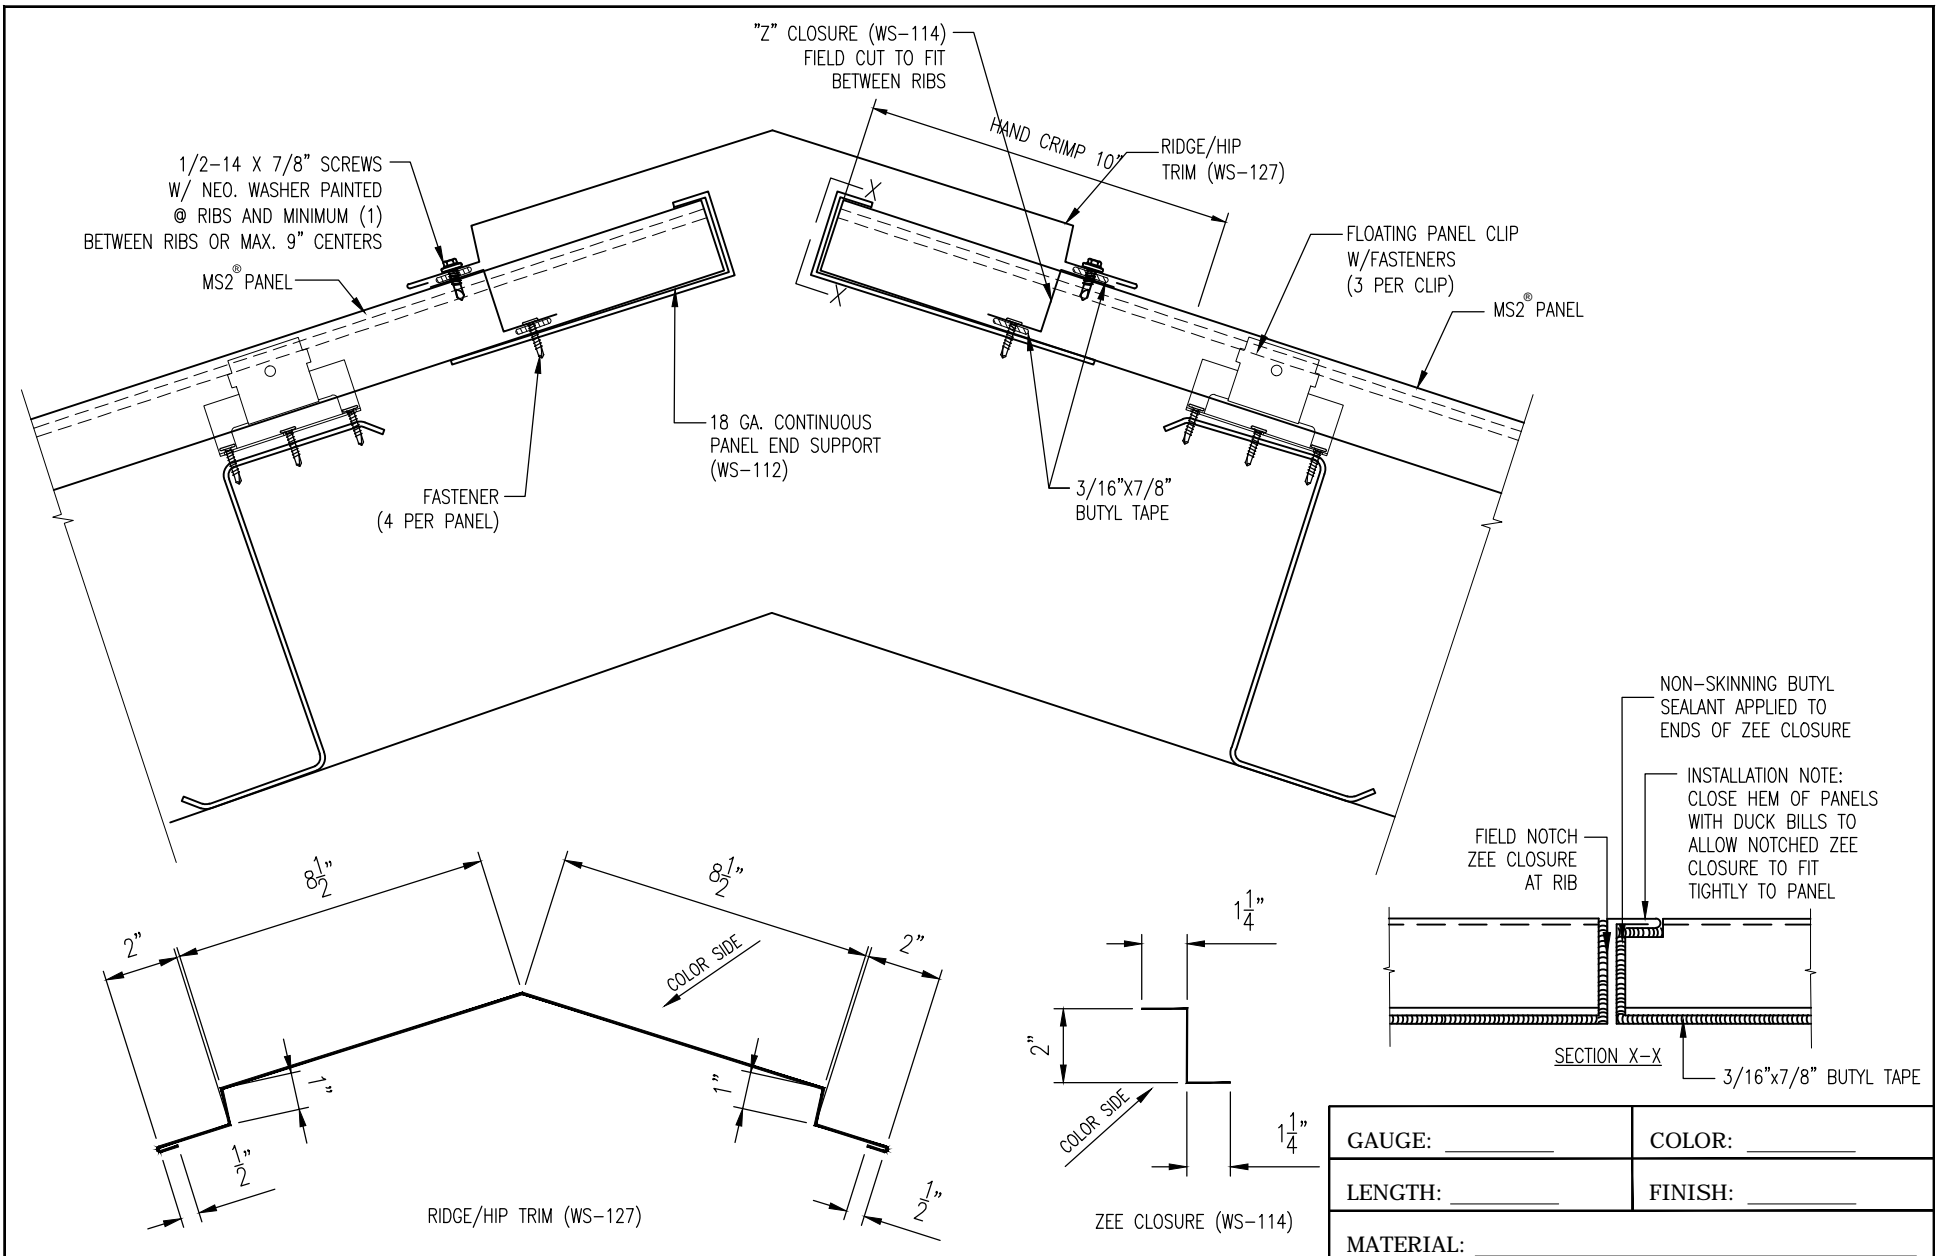 "Z" CLOSURE (WS-114)
FIELD CUT TO FIT
BETWEEN RIBS
HAND CRIMP 10"
RIDGE/HIP
TRIM (WS-127)
1/2-14 X 7/8" SCREWS
W/ NEO. WASHER PAINTED
@ RIBS AND MINIMUM (1)
BETWEEN RIBS OR MAX. 9" CENTERS
MS2® PANEL
X
X
FLOATING PANEL CLIP
W/FASTENERS
(3 PER CLIP)
MS2® PANEL
18 GA. CONTINUOUS
PANEL END SUPPORT
(WS-112)
FASTENER
(4 PER PANEL)
3/16"X7/8"
BUTYL TAPE
NON-SKINNING BUTYL
SEALANT APPLIED TO
ENDS OF ZEE CLOSURE
INSTALLATION NOTE:
CLOSE HEM OF PANELS
WITH DUCK BILLS TO
ALLOW NOTCHED ZEE
CLOSURE TO FIT
TIGHTLY TO PANEL
FIELD NOTCH
ZEE CLOSURE
AT RIB
SECTION X-X
3/16"x7/8" BUTYL TAPE
2"
8 1/2"
8 1/2"
2"
COLOR SIDE
1"
1"
1/2"
1/2"
RIDGE/HIP TRIM (WS-127)
1 1/4"
2"
COLOR SIDE
1 1/4"
ZEE CLOSURE (WS-114)
GAUGE: COLOR:
LENGTH: FINISH:
MATERIAL: